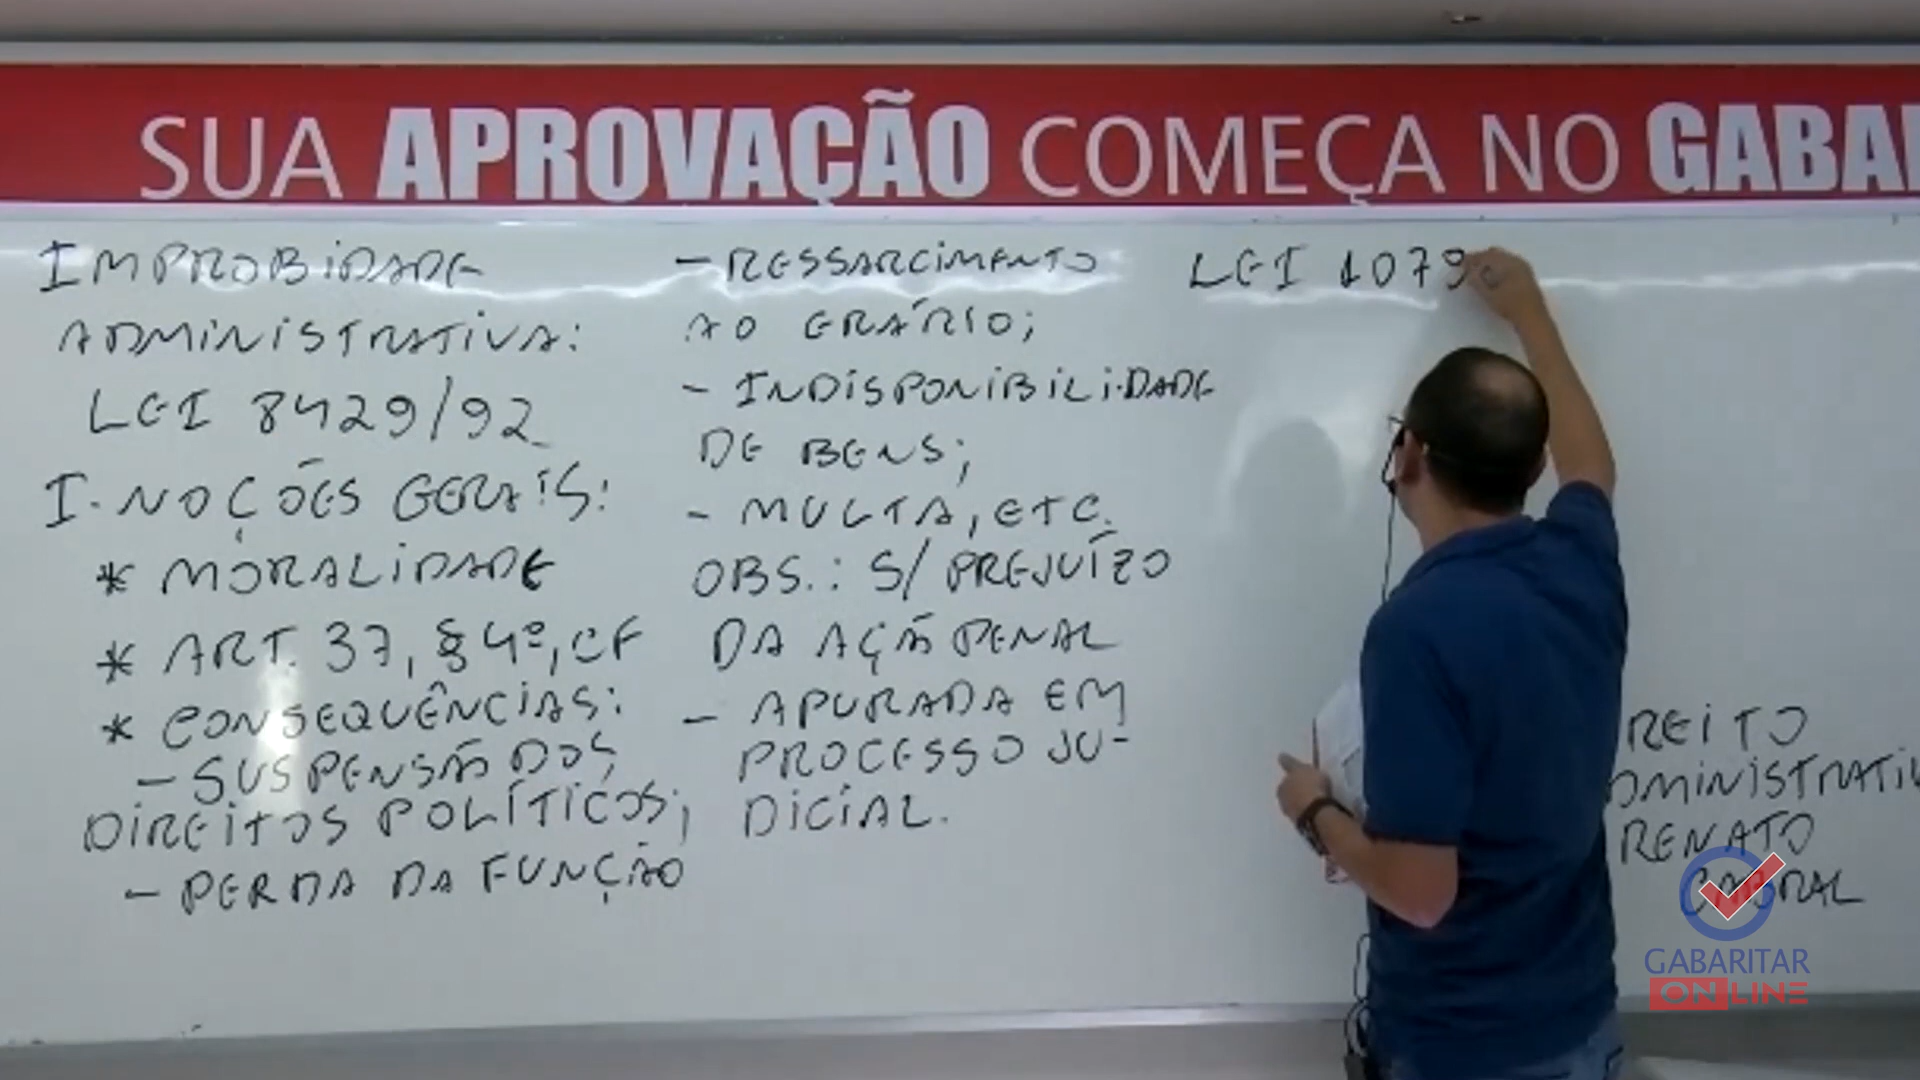 SUA APROVAÇÃO COMEÇA NO GABA
IMPROBIDADE
ADMINISTRATIVA:
LEI 8429/92
I. NOÇÕES GERAIS:
* MORALIDADE
* ART. 37, § 4º, CF
* CONSEQUÊNCIAS:
- SUSPENSÃO DOS
DIREITOS POLÍTICOS;
- PERDA DA FUNÇÃO
- RESSARCIMENTO
AO ERÁRIO;
- INDISPONIBILIDADE
DE BENS;
- MULTA, ETC.
OBS.: S/ PREJUÍZO
DA AÇÃO PENAL
- APURADA EM
PROCESSO JU-
DICIAL.
LEI 1079
REITO
DMINISTRATIV
RENATO
CABRAL
GABARITAR
ONLINE